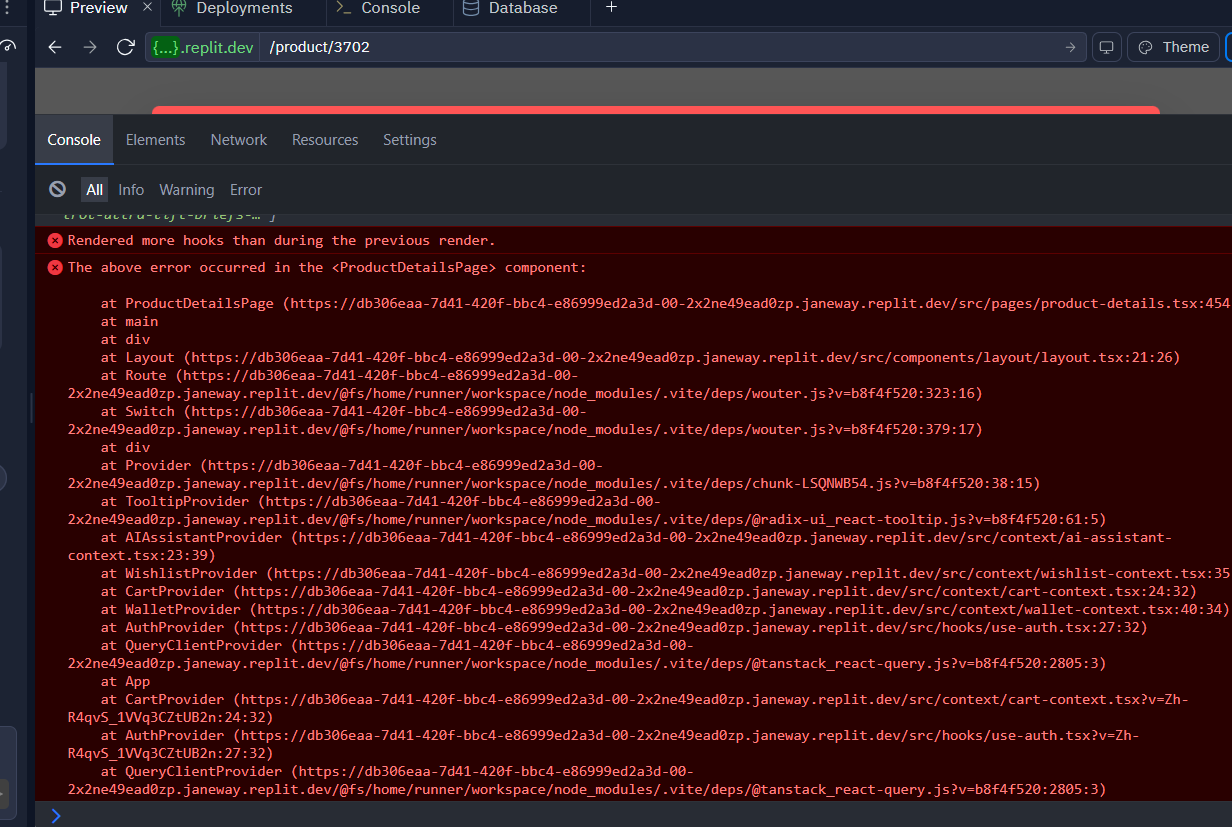 Preview
Deployments
Console
Database
{...}.replit.dev /product/3702
Theme
Console Elements Network Resources Settings
All Info Warning Error
Rendered more hooks than during the previous render.
The above error occurred in the <ProductDetailsPage> component:
at ProductDetailsPage (https://db306eaa-7d41-420f-bbc4-e86999ed2a3d-00-2x2ne49ead0zp.janeway.replit.dev/src/pages/product-details.tsx:454
at main
at div
at Layout (https://db306eaa-7d41-420f-bbc4-e86999ed2a3d-00-2x2ne49ead0zp.janeway.replit.dev/src/components/layout/layout.tsx:21:26)
at Route (https://db306eaa-7d41-420f-bbc4-e86999ed2a3d-00-
2x2ne49ead0zp.janeway.replit.dev/@fs/home/runner/workspace/node_modules/.vite/deps/wouter.js?v=b8f4f520:323:16)
at Switch (https://db306eaa-7d41-420f-bbc4-e86999ed2a3d-00-
2x2ne49ead0zp.janeway.replit.dev/@fs/home/runner/workspace/node_modules/.vite/deps/wouter.js?v=b8f4f520:379:17)
at div
at Provider (https://db306eaa-7d41-420f-bbc4-e86999ed2a3d-00-
2x2ne49ead0zp.janeway.replit.dev/@fs/home/runner/workspace/node_modules/.vite/deps/chunk-LSQNWB54.js?v=b8f4f520:38:15)
at TooltipProvider (https://db306eaa-7d41-420f-bbc4-e86999ed2a3d-00-
2x2ne49ead0zp.janeway.replit.dev/@fs/home/runner/workspace/node_modules/.vite/deps/@radix-ui_react-tooltip.js?v=b8f4f520:61:5)
at AIAssistantProvider (https://db306eaa-7d41-420f-bbc4-e86999ed2a3d-00-2x2ne49ead0zp.janeway.replit.dev/src/context/ai-assistant-
context.tsx:23:39)
at WishlistProvider (https://db306eaa-7d41-420f-bbc4-e86999ed2a3d-00-2x2ne49ead0zp.janeway.replit.dev/src/context/wishlist-context.tsx:35
at CartProvider (https://db306eaa-7d41-420f-bbc4-e86999ed2a3d-00-2x2ne49ead0zp.janeway.replit.dev/src/context/cart-context.tsx:24:32)
at WalletProvider (https://db306eaa-7d41-420f-bbc4-e86999ed2a3d-00-2x2ne49ead0zp.janeway.replit.dev/src/context/wallet-context.tsx:40:34)
at AuthProvider (https://db306eaa-7d41-420f-bbc4-e86999ed2a3d-00-2x2ne49ead0zp.janeway.replit.dev/src/hooks/use-auth.tsx:27:32)
at QueryClientProvider (https://db306eaa-7d41-420f-bbc4-e86999ed2a3d-00-
2x2ne49ead0zp.janeway.replit.dev/@fs/home/runner/workspace/node_modules/.vite/deps/@tanstack_react-query.js?v=b8f4f520:2805:3)
at App
at CartProvider (https://db306eaa-7d41-420f-bbc4-e86999ed2a3d-00-2x2ne49ead0zp.janeway.replit.dev/src/context/cart-context.tsx?v=Zh-
R4qvS_1VVq3CZtUB2n:24:32)
at AuthProvider (https://db306eaa-7d41-420f-bbc4-e86999ed2a3d-00-2x2ne49ead0zp.janeway.replit.dev/src/hooks/use-auth.tsx?v=Zh-
R4qvS_1VVq3CZtUB2n:27:32)
at QueryClientProvider (https://db306eaa-7d41-420f-bbc4-e86999ed2a3d-00-
2x2ne49ead0zp.janeway.replit.dev/@fs/home/runner/workspace/node_modules/.vite/deps/@tanstack_react-query.js?v=b8f4f520:2805:3)